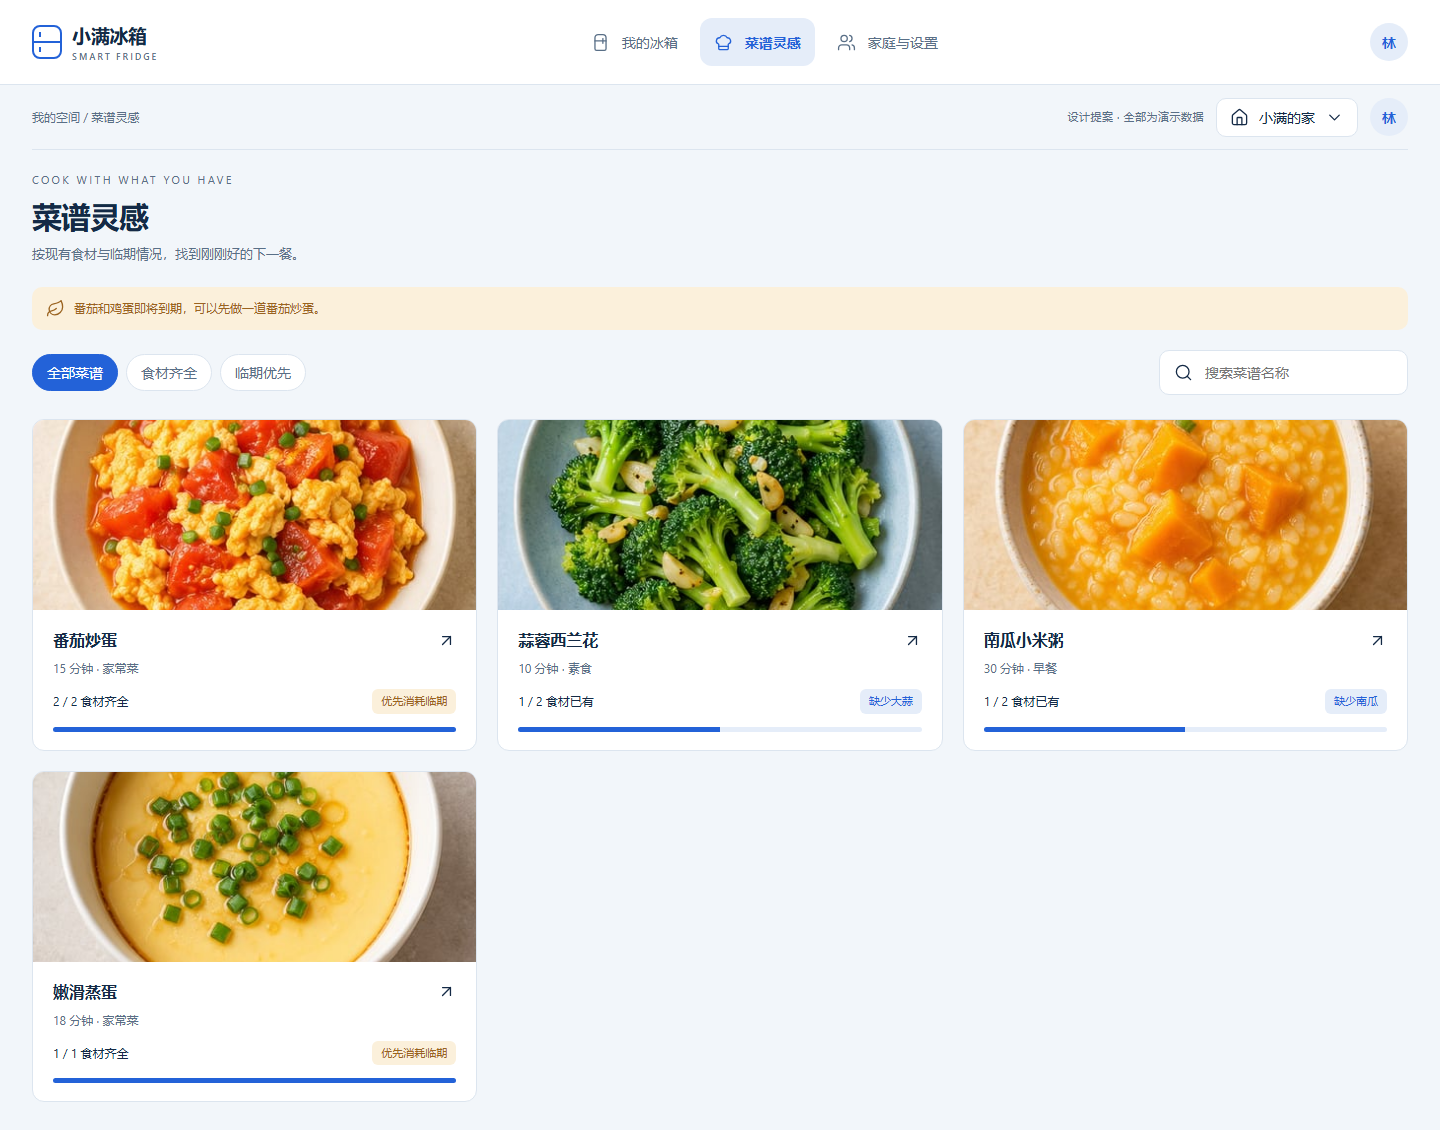 小满冰箱
SMART FRIDGE
我的冰箱
菜谱灵感
家庭与设置
林
我的空间 / 菜谱灵感
设计提案 · 全部为演示数据
小满的家
林
COOK WITH WHAT YOU HAVE
菜谱灵感
按现有食材与临期情况，找到刚刚好的下一餐。
番茄和鸡蛋即将到期，可以先做一道番茄炒蛋。
全部菜谱
食材齐全
临期优先
搜索菜谱名称
番茄炒蛋
15 分钟 · 家常菜
2 / 2 食材齐全
优先消耗临期
蒜蓉西兰花
10 分钟 · 素食
1 / 2 食材已有
缺少大蒜
南瓜小米粥
30 分钟 · 早餐
1 / 2 食材已有
缺少南瓜
嫩滑蒸蛋
18 分钟 · 家常菜
1 / 1 食材齐全
优先消耗临期